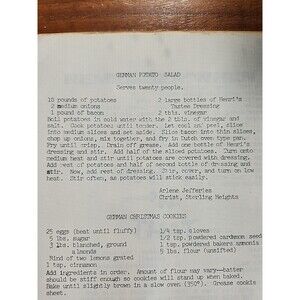 GERMAN POTATO SALAD
Serves twenty people.
10 pounds of potatoes 2 large bottles of Henri's
2 medium onions Tastee Dressing
1 pound of bacon 2 tbls. vinegar
Boil potatoes in cold water with the 2 tbls. of vinegar and
salt. Cook potatoes until tender. Let cool and peel, slice
into medium slices and set aside. Slice bacon into thin slices,
chop up onions, mix together, and fry in Dutch oven type pan.
Fry until crisp. Drain off grease. Add one bottle of Henri's
dressing and stir. Add half of the sliced potatoes. Turn onto
medium heat and stir until potatoes are covered with dressing.
Add rest of potatoes and half of second bottle of dressing and
stir. Now, add rest of dressing. Stir, cover, and turn on low
heat. Stir often, as potatoes will stick easily.
Arlene Jefferies
Christ, Sterling Heights
GERMAN CHRISTMAS COOKIES
25 eggs (beat until fluffy) tsp. cloves
5 lbs. sugar 1/2 tsp. powdered cardamon seed
3 lbs. blanched, ground 1 tsp. powdered bakers ammonia
almonds 5 lbs. flour (unsifted)
Rind of two lemons grated
1 tsp. cinnamon
Add ingredients in order. Amount of flour may vary--batter
should be stiff enough so cookies will stand up when baked.
Bake until slightly brown in a slow oven (350°). Grease cookie
sheet.